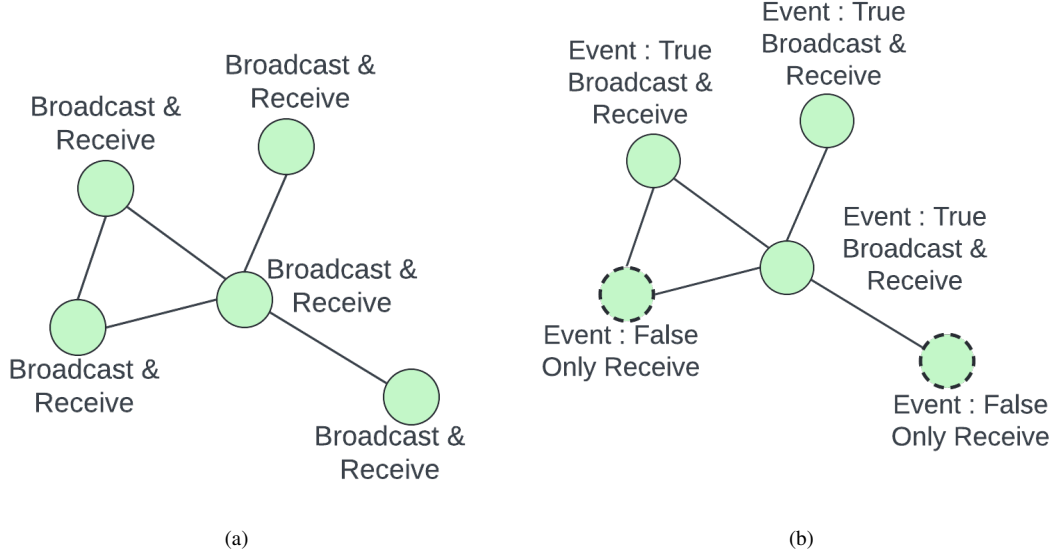 Broadcast &
Receive
Broadcast &
Receive
Broadcast &
Receive
Broadcast &
Receive
Broadcast &
Receive
(a)
Event : True
Broadcast &
Receive
Event : True
Broadcast &
Receive
Event : True
Broadcast &
Receive
Event : False
Only Receive
Event : False
Only Receive
(b)